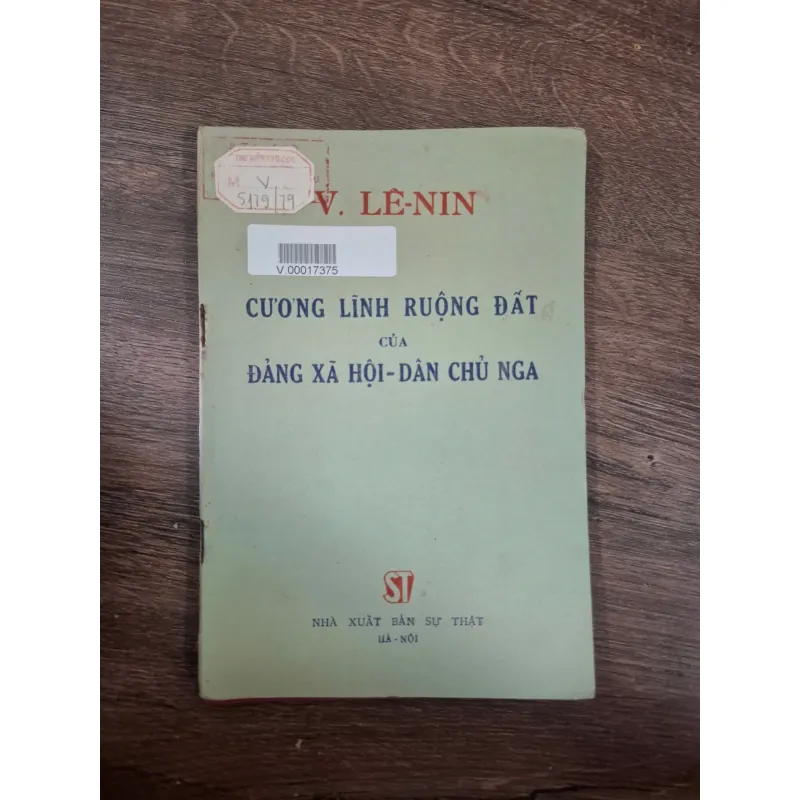 M V
5179/79
V. LÊ-NIN
V 00017375
CƯƠNG LĨNH RUỘNG ĐẤT
CỦA
ĐẢNG XÃ HỘI-DÂN CHỦ NGA
ST
NHÀ XUẤT BẢN SỰ THẬT
HÀ-NỘI